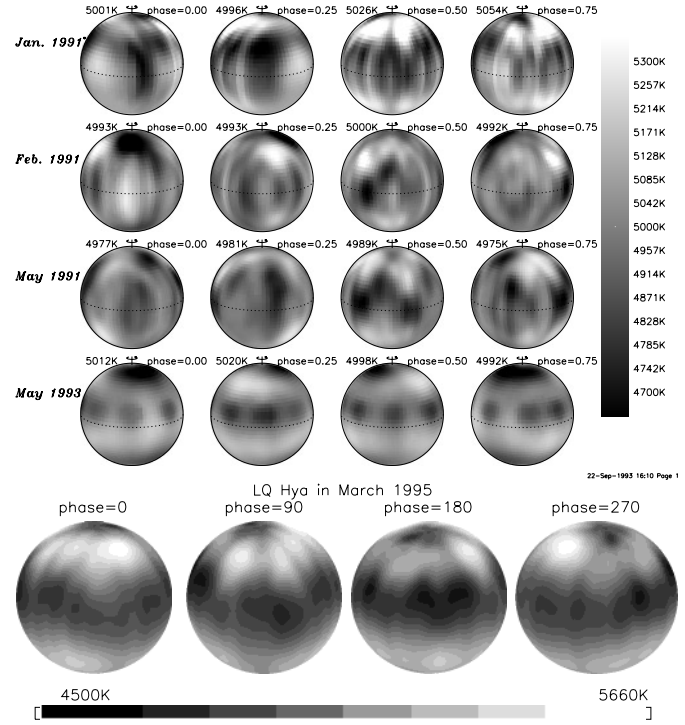 5001K phase=0.00 4996K phase=0.25 5026K phase=0.50 5054K phase=0.75
Jan. 1991
5300K
5257K
5214K
5171K
5128K
5085K
5042K
5000K
4957K
4914K
4871K
4828K
4785K
4742K
4700K
4993K phase=0.00 4993K phase=0.25 5000K phase=0.50 4992K phase=0.75
Feb. 1991
4977K phase=0.00 4981K phase=0.25 4989K phase=0.50 4975K phase=0.75
May 1991
5012K phase=0.00 5020K phase=0.25 4998K phase=0.50 4992K phase=0.75
May 1993
22-Sep-1993 16:10 Page 1
LQ Hya in March 1995
phase=0 phase=90 phase=180 phase=270
4500K 5660K
[ ]